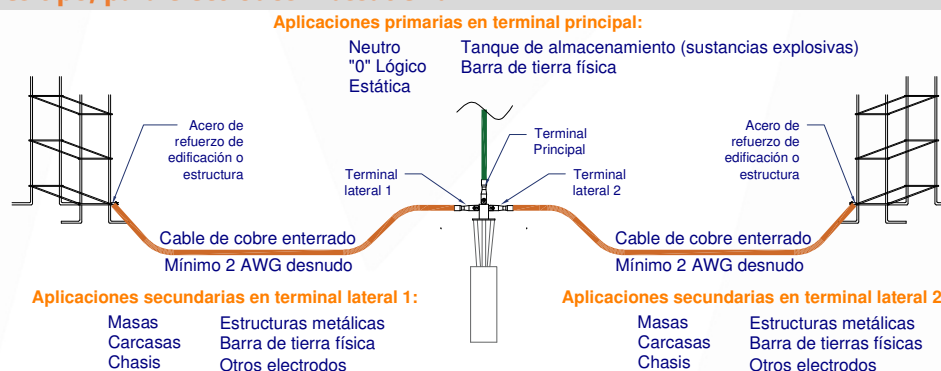 Aplicaciones primarias en terminal principal:
Neutro Tanque de almacenamiento (sustancias explosivas)
"0" Lógico Barra de tierra física
Estática
Acero de
refuerzo de
edificación o
estructura
Terminal
lateral 1
Terminal
Principal
Terminal
lateral 2
Acero de
refuerzo de
edificación o
estructura
Cable de cobre enterrado
Mínimo 2 AWG desnudo
Cable de cobre enterrado
Mínimo 2 AWG desnudo
Aplicaciones secundarias en terminal lateral 1:
Masas Estructuras metálicas
Carcasas Barra de tierra física
Chasis Otros electrodos
Aplicaciones secundarias en terminal lateral 2
Masas Estructuras metálicas
Carcasas Barra de tierras físicas
Chasis Otros electrodos